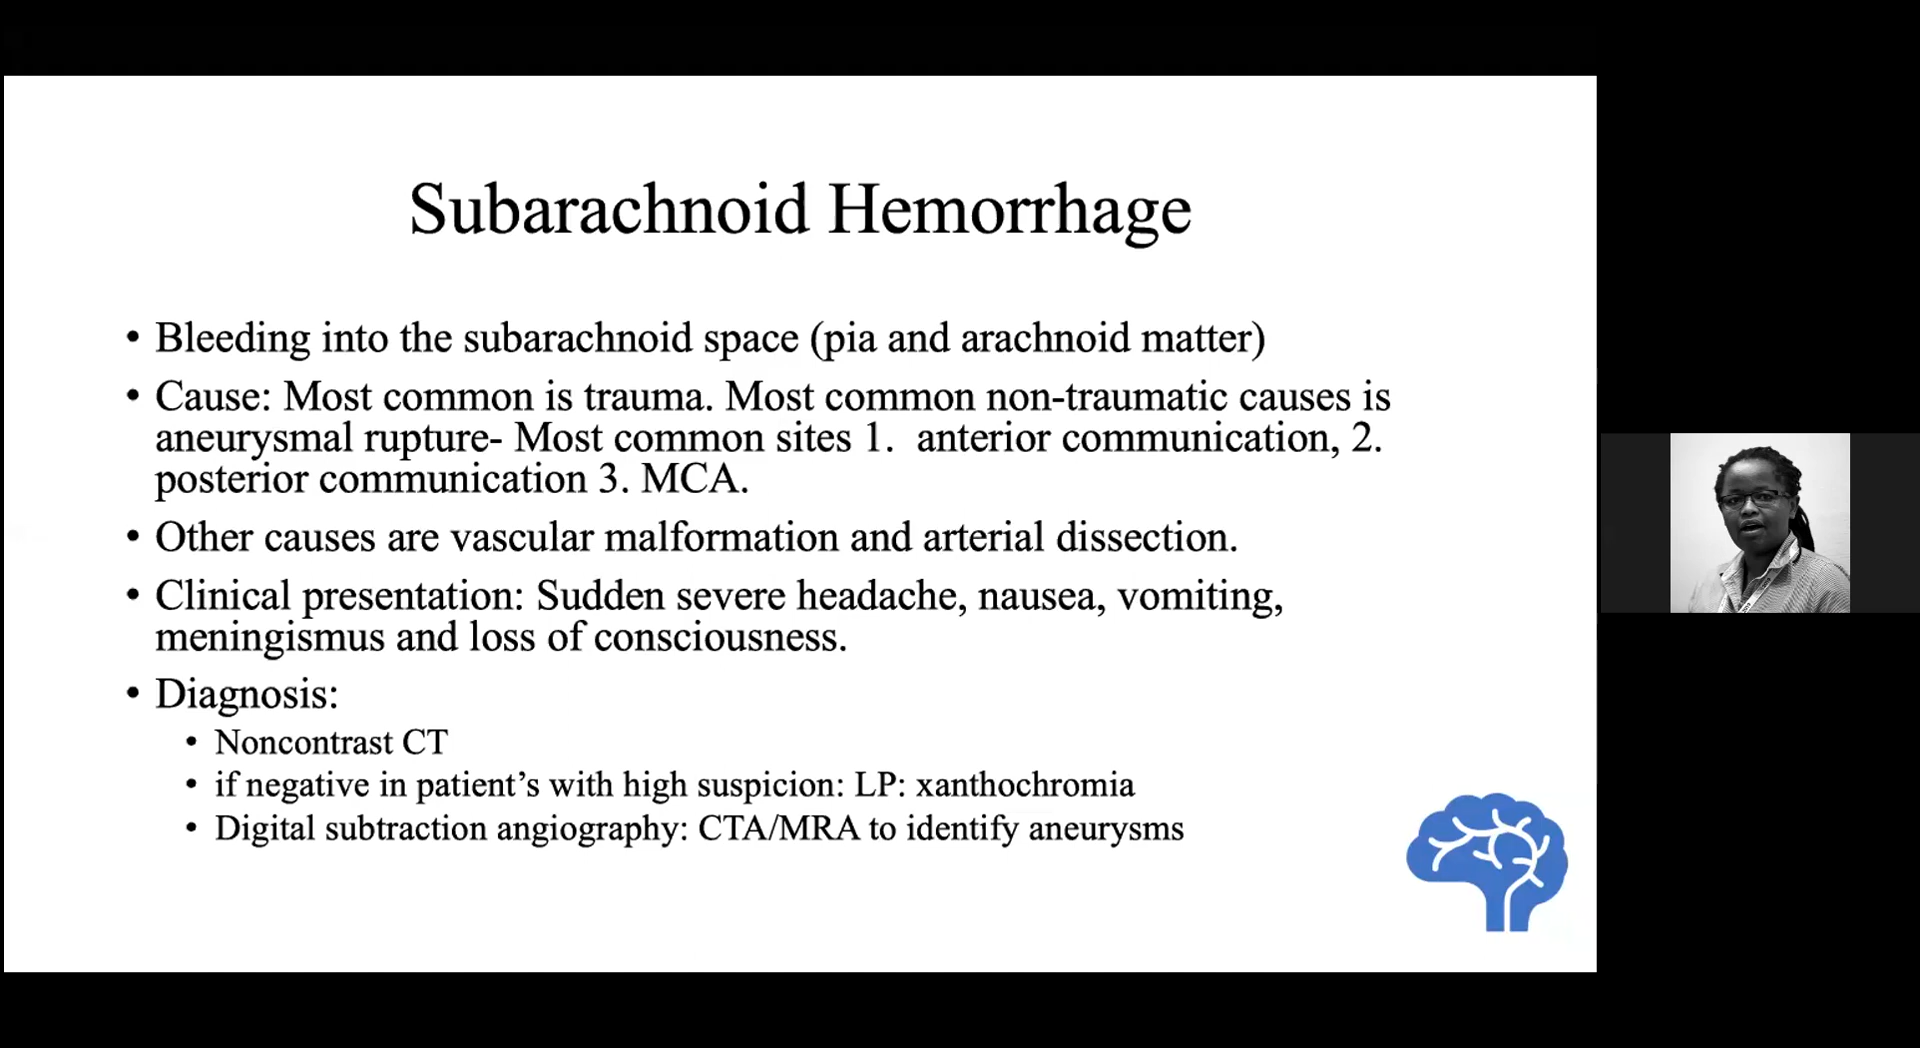 Subarachnoid Hemorrhage
• Bleeding into the subarachnoid space (pia and arachnoid matter)
• Cause: Most common is trauma. Most common non-traumatic causes is
aneurysmal rupture- Most common sites 1.  anterior communication, 2.
posterior communication 3. MCA.
• Other causes are vascular malformation and arterial dissection.
• Clinical presentation: Sudden severe headache, nausea, vomiting,
meningismus and loss of consciousness.
• Diagnosis:
• Noncontrast CT
• if negative in patient’s with high suspicion: LP: xanthochromia
• Digital subtraction angiography: CTA/MRA to identify aneurysms